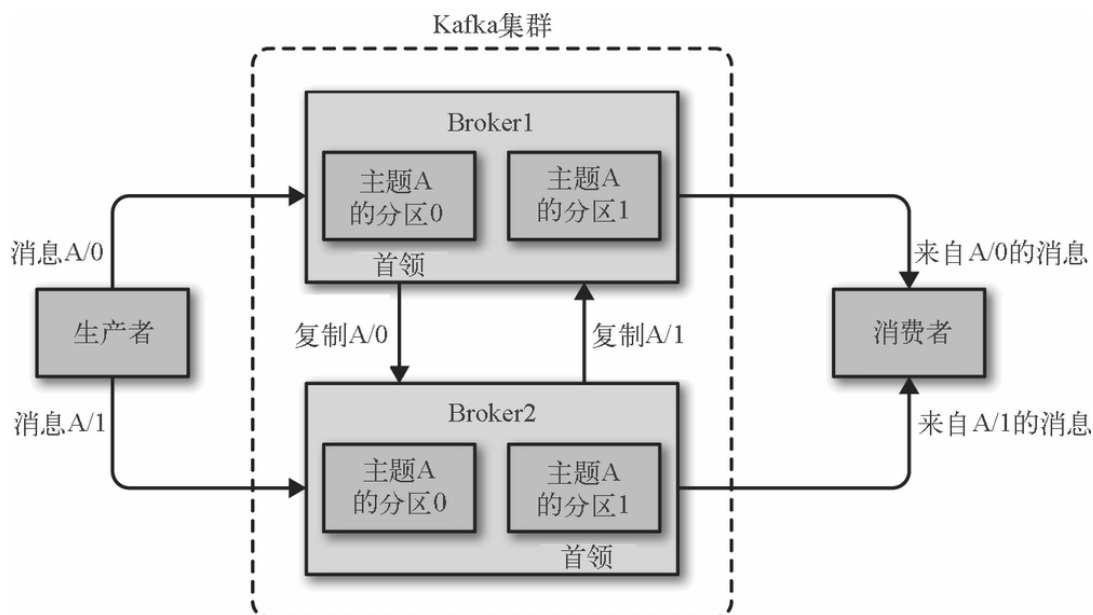 Kafka集群
Broker1
主题A
的分区0
主题A
的分区1
首领
消息A/0
来自A/0的消息
生产者
复制A/0
复制A/1
消费者
消息A/1
来自A/1的消息
Broker2
主题A
的分区0
主题A
的分区1
首领